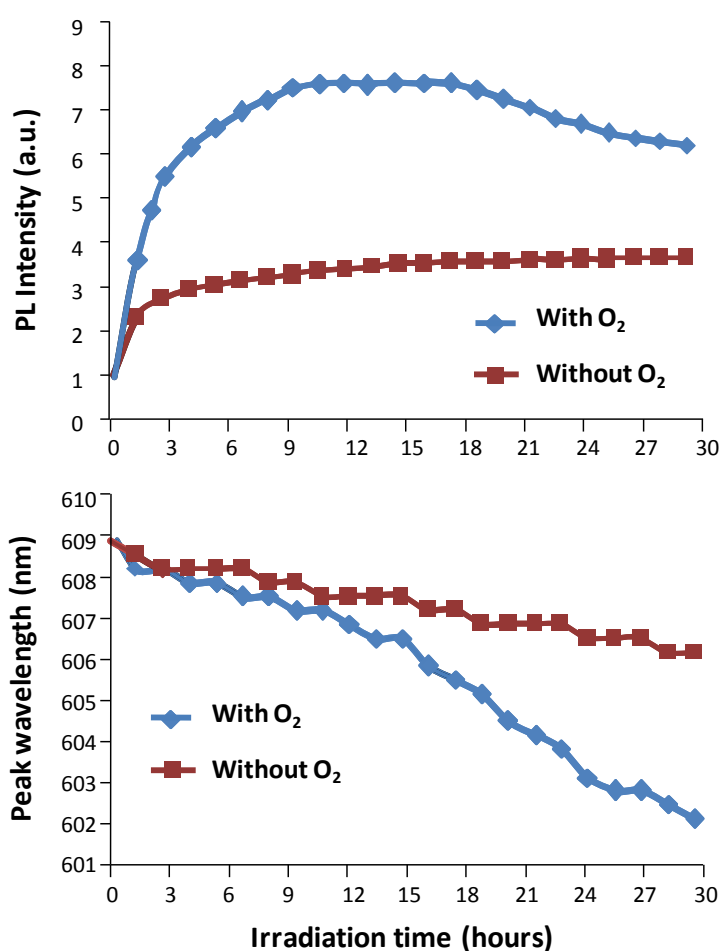 PL Intensity (a.u.)
9
8
7
6
5
4
3
2
1
0
With O₂
Without O₂
0 3 6 9 12 15 18 21 24 27 30
Peak wavelength (nm)
610
609
608
607
606
605
604
603
602
601
With O₂
Without O₂
0 3 6 9 12 15 18 21 24 27 30
Irradiation time (hours)